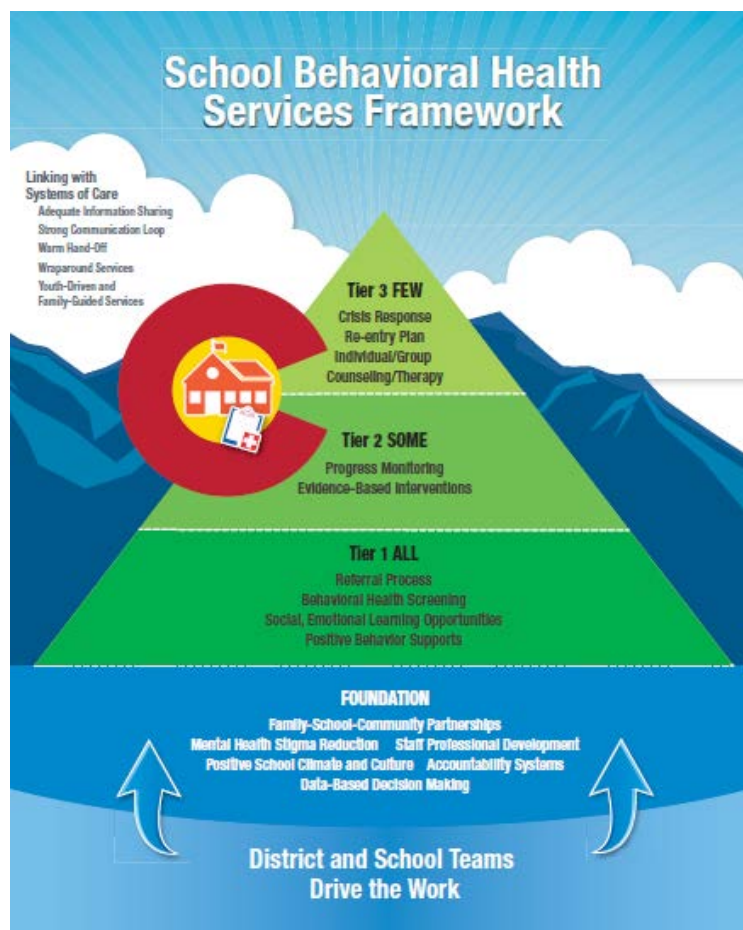 School Behavioral Health
Services Framework
Linking with
Systems of Care
Adequate Information Sharing
Strong Communication Loop
Warm Hand-Off
Wraparound Services
Youth-Driven and
Family-Guided Services
Tier 3 FEW
Crisis Response
Re-entry Plan
Individual/Group
Counseling/Therapy
Tier 2 SOME
Progress Monitoring
Evidence-Based Interventions
Tier 1 ALL
Referral Process
Behavioral Health Screening
Social, Emotional Learning Opportunities
Positive Behavior Supports
FOUNDATION
Family-School-Community Partnerships
Mental Health Stigma Reduction Staff Professional Development
Positive School Climate and Culture Accountability Systems
Data-Based Decision Making
District and School Teams
Drive the Work